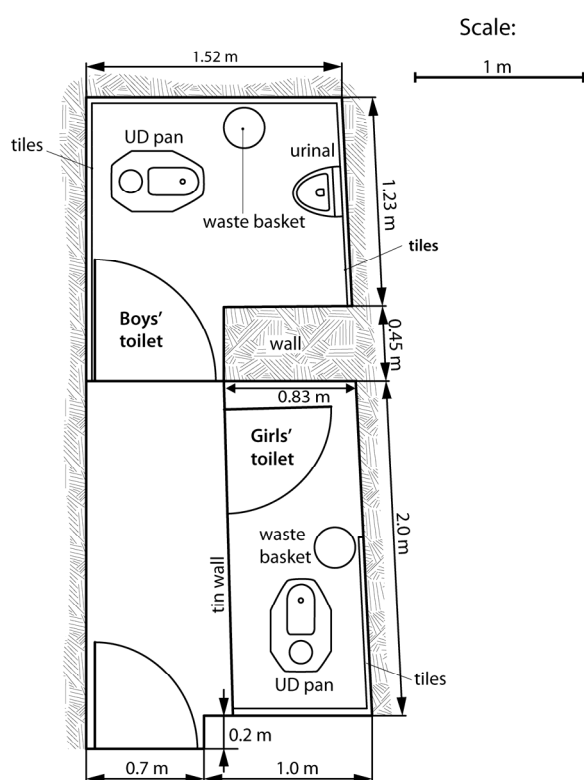 Scale:
1 m
1.52 m
tiles
UD pan
urinal
waste basket
1.23 m
tiles
Boys’
toilet
wall
0.45 m
0.83 m
Girls’
toilet
waste
basket
2.0 m
tin wall
UD pan
tiles
0.2 m
0.7 m
1.0 m